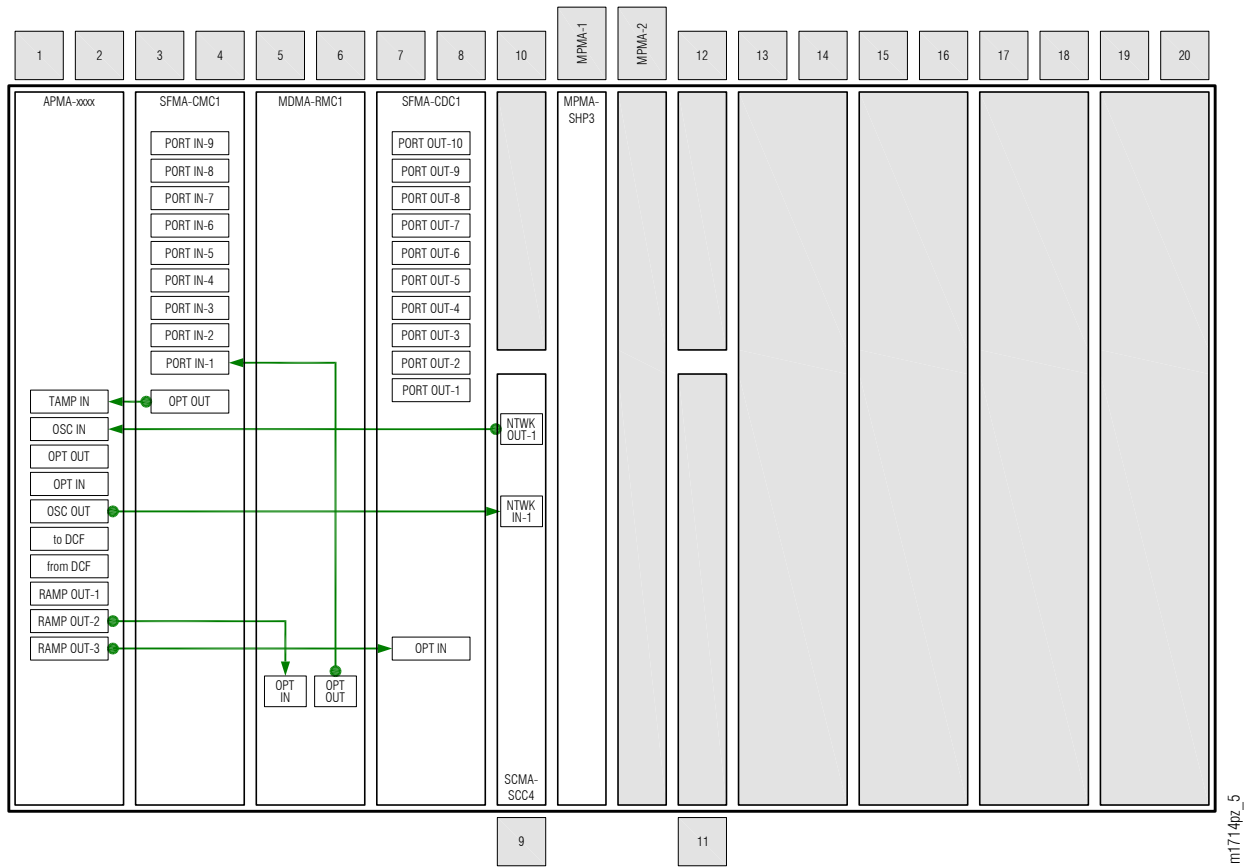 1
2
3
4
5
6
7
8
10
MPMA-1
MPMA-2
12
13
14
15
16
17
18
19
20
APMA-xxxx
TAMP IN
OSC IN
OPT OUT
OPT IN
OSC OUT
to DCF
from DCF
RAMP OUT-1
RAMP OUT-2
RAMP OUT-3
SFMA-CMC1
PORT IN-9
PORT IN-8
PORT IN-7
PORT IN-6
PORT IN-5
PORT IN-4
PORT IN-3
PORT IN-2
PORT IN-1
OPT OUT
MDMA-RMC1
OPT
IN
OPT
OUT
SFMA-CDC1
PORT OUT-10
PORT OUT-9
PORT OUT-8
PORT OUT-7
PORT OUT-6
PORT OUT-5
PORT OUT-4
PORT OUT-3
PORT OUT-2
PORT OUT-1
OPT IN
NTWK
OUT-1
NTWK
IN-1
SCMA-
SCC4
MPMA-
SHP3
9
11
m1714pz_5